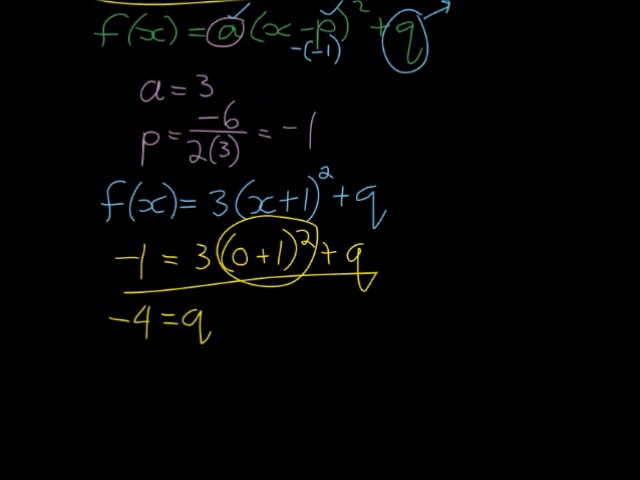 f(x) = a(x - p)² + q
-(-1)
a = 3
p = -6/2(3) = -1
f(x) = 3(x+1)² + q
-1 = 3(0+1)² + q
-4 = q